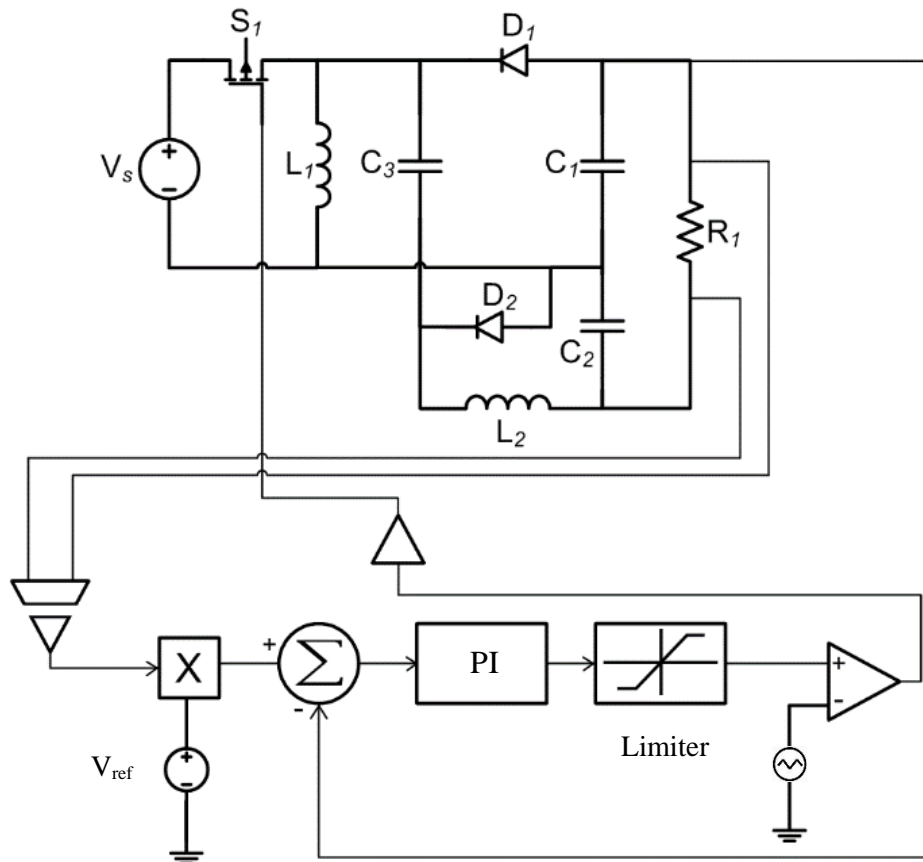 S1
D1
Vs
+
-
L1
C3
C1
R1
D2
C2
L2
X
+
Σ
-
PI
+
-
Limiter
Vref
+
-